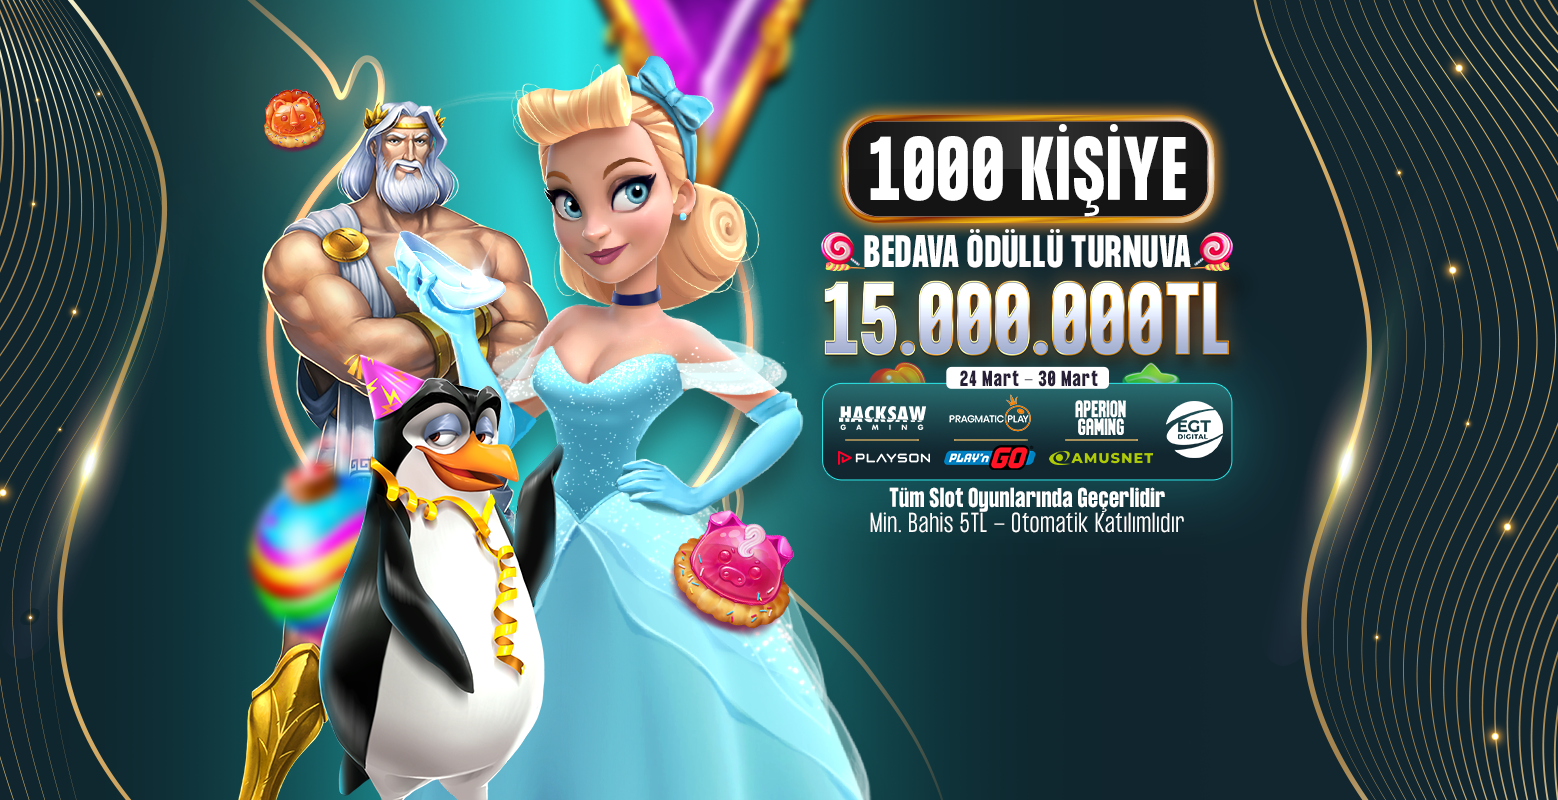 1000 KİŞİYE
BEDAVA ÖDÜLLÜ TURNUVA
15.000.000TL
24 Mart – 30 Mart
HACKSAW GAMING
PRAGMATIC PLAY
APERION GAMING
EGT DIGITAL
PLAYSON
PLAY'n GO
AMUSNET
Tüm Slot Oyunlarında Geçerlidir
Min. Bahis 5TL – Otomatik Katılımlıdır